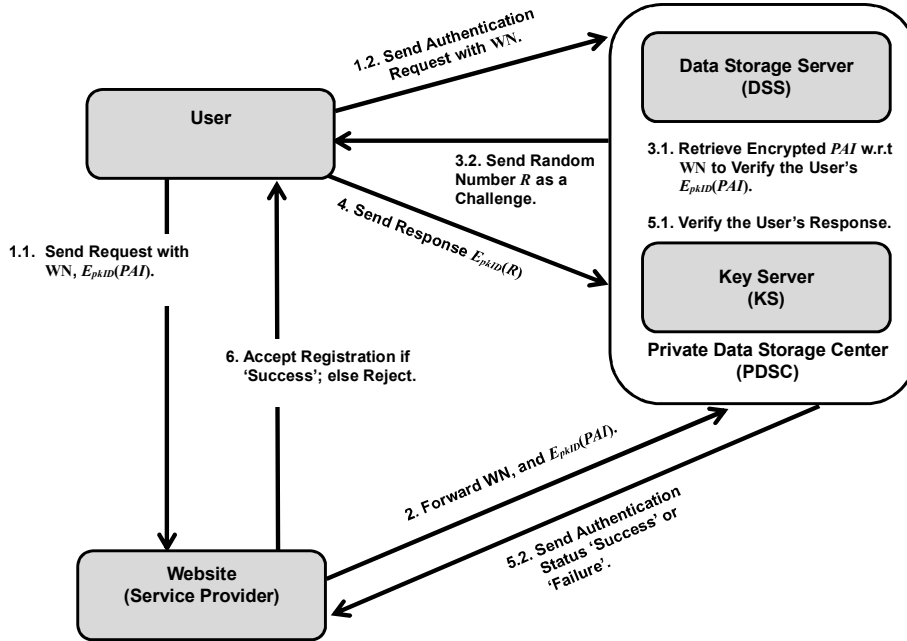 1.2. Send Authentication
Request with WN.
Data Storage Server
(DSS)
User
3.1. Retrieve Encrypted PAI w.r.t
WN to Verify the User's
EpkID(PAI).
3.2. Send Random
Number R as a
Challenge.
4. Send Response EpkID(R)
5.1. Verify the User's Response.
1.1. Send Request with
WN, EpkID(PAI).
Key Server
(KS)
Private Data Storage Center
(PDSC)
6. Accept Registration if
‘Success’; else Reject.
2. Forward WN, and EpkID(PAI).
5.2. Send Authentication
Status ‘Success’ or
‘Failure’.
Website
(Service Provider)